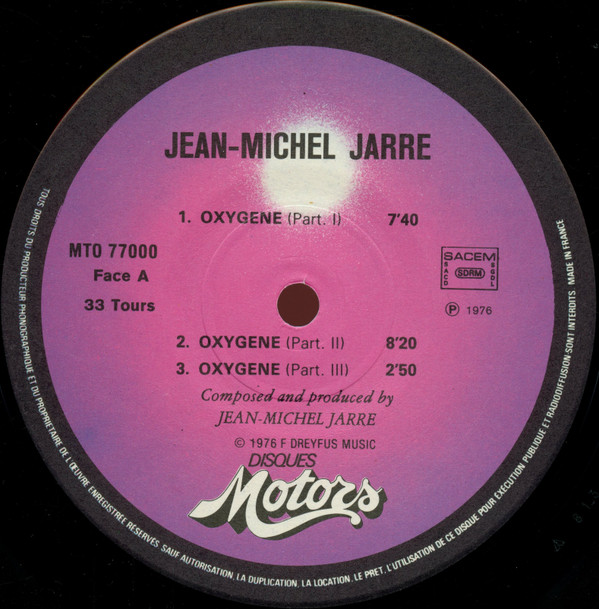 JEAN-MICHEL JARRE
1. OXYGENE (Part. I) 7'40
MTO 77000
Face A
33 Tours
SACEM
SACD
SDRM
SGDL
Ⓟ 1976
2. OXYGENE (Part. II) 8'20
3. OXYGENE (Part. III) 2'50
Composed and produced by
JEAN-MICHEL JARRE
© 1976 F DREYFUS MUSIC
DISQUES
Motors
TOUS DROITS DU PRODUCTEUR PHONOGRAPHIQUE ET DU PROPRIETAIRE DE L'ŒUVRE ENREGISTREE RESERVES. SAUF AUTORISATION, LA DUPLICATION, LA LOCATION, LE PRET, L'UTILISATION DE CE DISQUE POUR EXÉCUTION PUBLIQUE ET RADIODIFFUSION SONT INTERDITS MADE IN FRANCE